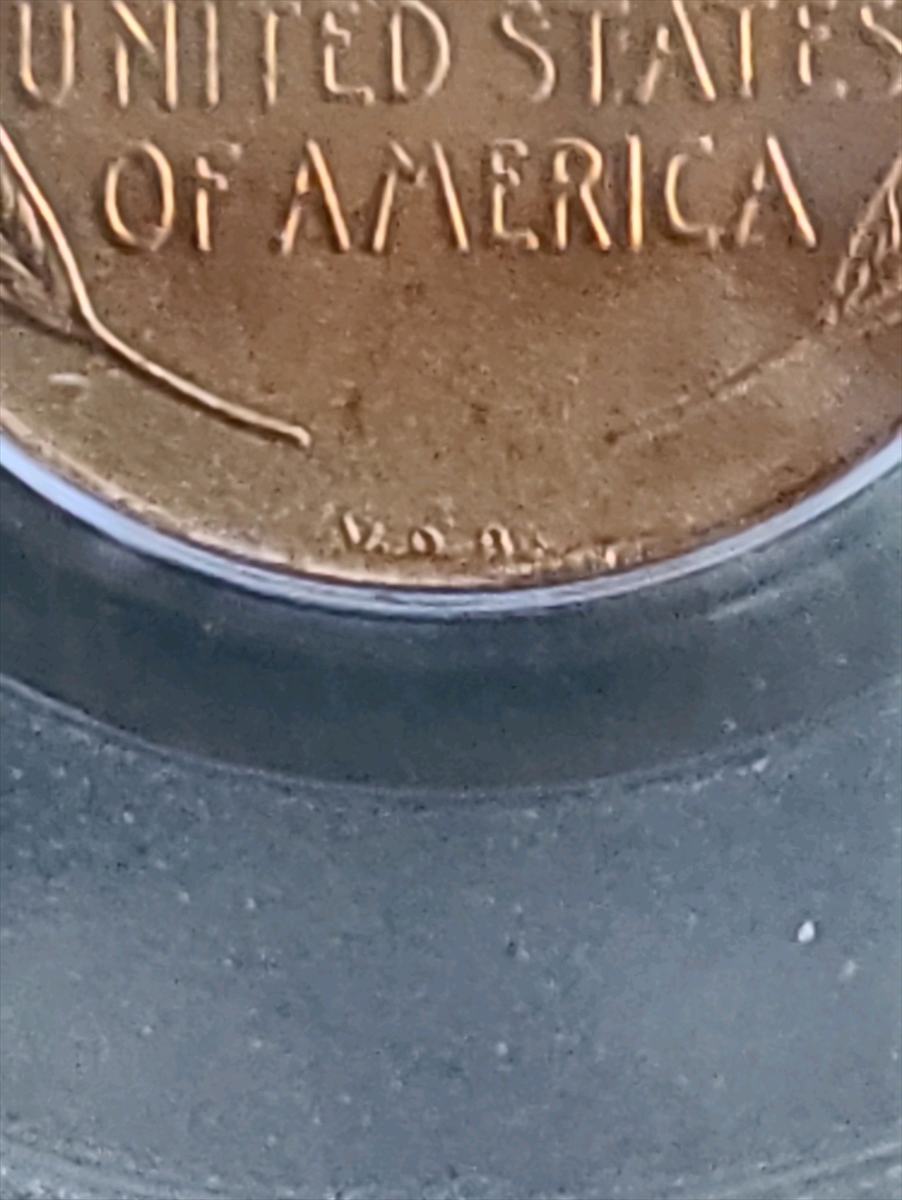 UNITED STATES
OF AMERICA
V. D. B.